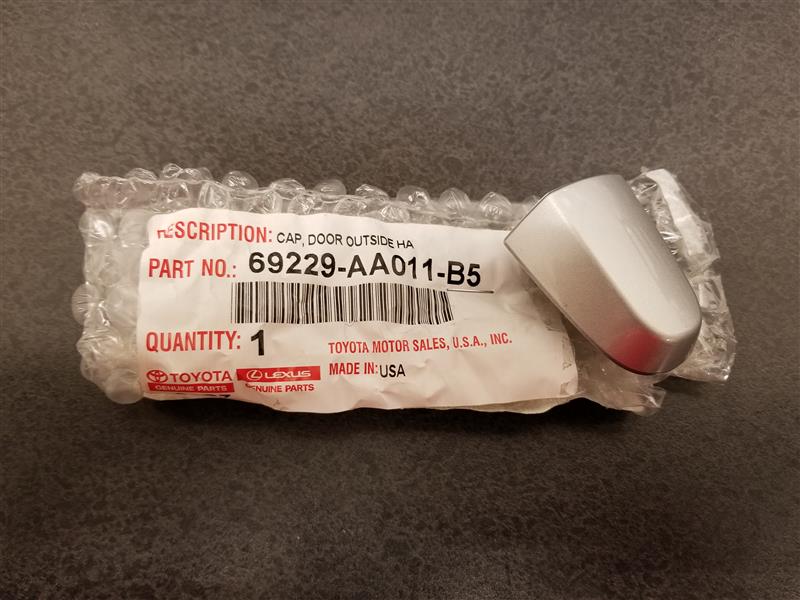 DESCRIPTION: CAP, DOOR OUTSIDE HA
PART NO.: 69229-AA011-B5
QUANTITY: 1
TOYOTA MOTOR SALES, U.S.A., INC.
MADE IN: USA
TOYOTA
GENUINE PARTS
LEXUS
GENUINE PARTS